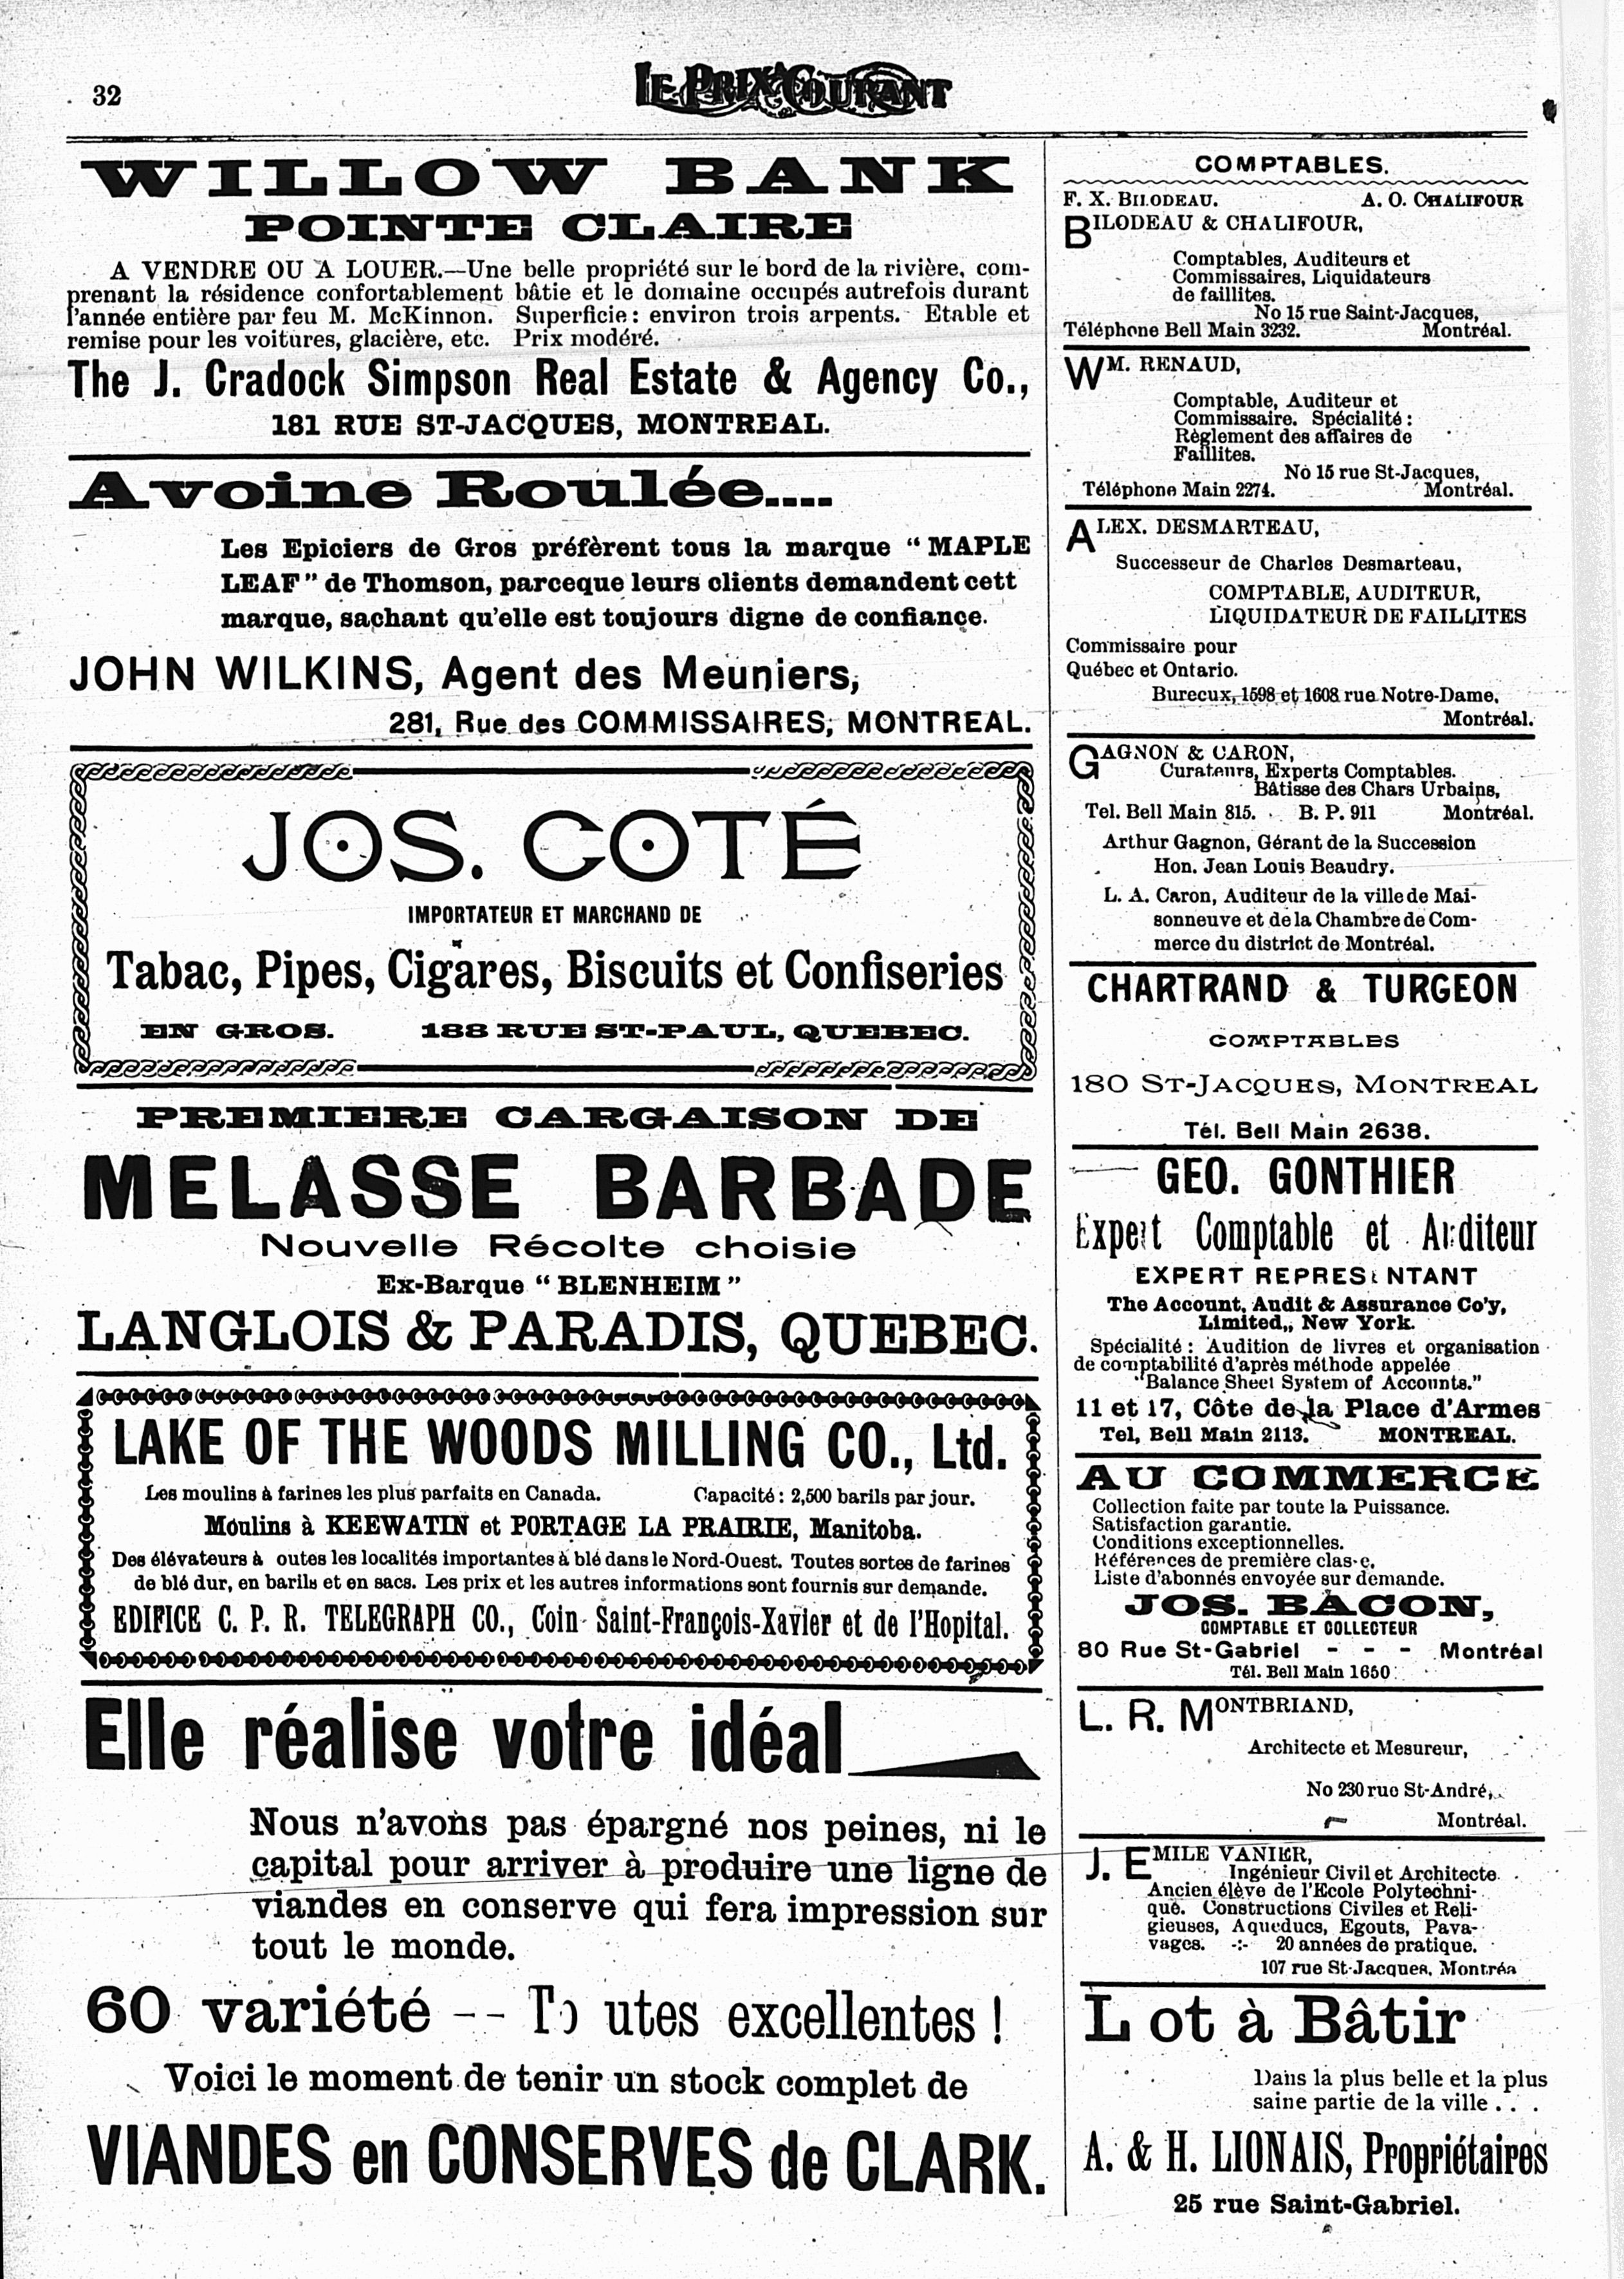 32
LE PRIX COURANT
WILLOW BANK
POINTE CLAIRE
A VENDRE OU A LOUER.—Une belle propriété sur le bord de la rivière, com-
prenant la résidence confortablement bâtie et le domaine occupés autrefois durant
l'année entière par feu M. McKinnon. Superficie: environ trois arpents. Etable et
remise pour les voitures, glacière, etc. Prix modéré.
The J. Cradock Simpson Real Estate & Agency Co.,
181 RUE ST-JACQUES, MONTREAL.
Avoine Roulée....
Les Epiciers de Gros préfèrent tous la marque "MAPLE
LEAF" de Thomson, parceque leurs clients demandent cett
marque, sachant qu'elle est toujours digne de confiance.
JOHN WILKINS, Agent des Meuniers,
281, Rue des COMMISSAIRES, MONTREAL.
JOS. COTÉ
IMPORTATEUR ET MARCHAND DE
Tabac, Pipes, Cigares, Biscuits et Confiseries
EN GROS. 188 RUE ST-PAUL, QUEBEC.
PREMIERE CARGAISON DE
MELASSE BARBADE
Nouvelle Récolte choisie
Ex-Barque "BLENHEIM"
LANGLOIS & PARADIS, QUEBEC.
LAKE OF THE WOODS MILLING CO., Ltd.
Les moulins à farines les plus parfaits en Canada. Capacité: 2,500 barils par jour.
Moulins à KEEWATIN et PORTAGE LA PRAIRIE, Manitoba.
Des élévateurs à outes les localités importantes à blé dans le Nord-Ouest. Toutes sortes de farines
de blé dur, en barils et en sacs. Les prix et les autres informations sont fournis sur demande.
EDIFICE C. P. R. TELEGRAPH CO., Coin Saint-François-Xavier et de l'Hopital.
Elle réalise votre idéal
Nous n'avons pas épargné nos peines, ni le
capital pour arriver à produire une ligne de
viandes en conserve qui fera impression sur
tout le monde.
60 variété -- To utes excellentes!
Voici le moment de tenir un stock complet de
VIANDES en CONSERVES de CLARK.
COMPTABLES.
F. X. BILODEAU. A. O. CHALIFOUR
BILODEAU & CHALIFOUR,
Comptables, Auditeurs et
Commissaires, Liquidateurs
de faillites.
No 15 rue Saint-Jacques,
Téléphone Bell Main 3232. Montréal.
WM. RENAUD,
Comptable, Auditeur et
Commissaire. Spécialité:
Règlement des affaires de
Faillites.
No 15 rue St-Jacques,
Téléphone Main 2274. Montréal.
ALEX. DESMARTEAU,
Successeur de Charles Desmarteau,
COMPTABLE, AUDITEUR,
LIQUIDATEUR DE FAILLITES
Commissaire pour
Québec et Ontario.
Bureaux, 1598 et 1608 rue Notre-Dame,
Montréal.
GAGNON & CARON,
Curateurs, Experts Comptables.
Bâtisse des Chars Urbains,
Tel. Bell Main 815. B. P. 911 Montréal.
Arthur Gagnon, Gérant de la Succession
Hon. Jean Louis Beaudry.
L. A. Caron, Auditeur de la ville de Mai-
sonneuve et de la Chambre de Com-
merce du district de Montréal.
CHARTRAND & TURGEON
COMPTABLES
180 ST-JACQUES, MONTREAL
Tél. Bell Main 2638.
GEO. GONTHIER
Expert Comptable et Auditeur
EXPERT REPRESENTANT
The Account, Audit & Assurance Co'y,
Limited,, New York.
Spécialité: Audition de livres et organisation
de comptabilité d'après méthode appelée
"Balance Sheet System of Accounts."
11 et 17, Côte de la Place d'Armes
Tel, Bell Main 2113. MONTREAL.
AU COMMERCE
Collection faite par toute la Puissance.
Satisfaction garantie.
Conditions exceptionnelles.
Références de première classe.
Liste d'abonnés envoyée sur demande.
JOS. BACON,
COMPTABLE ET COLLECTEUR
80 Rue St-Gabriel - - - Montréal
Tél. Bell Main 1650
L. R. MONTBRIAND,
Architecte et Mesureur,
No 230 rue St-André,
Montréal.
J. EMILE VANIER,
Ingénieur Civil et Architecte
Ancien élève de l'Ecole Polytechni-
que. Constructions Civiles et Reli-
gieuses, Aqueducs, Egouts, Pava-
vages. -:- 20 années de pratique.
107 rue St-Jacques, Montréa
Lot à Bâtir
Dans la plus belle et la plus
saine partie de la ville . . .
A. & H. LIONAIS, Propriétaires
25 rue Saint-Gabriel.